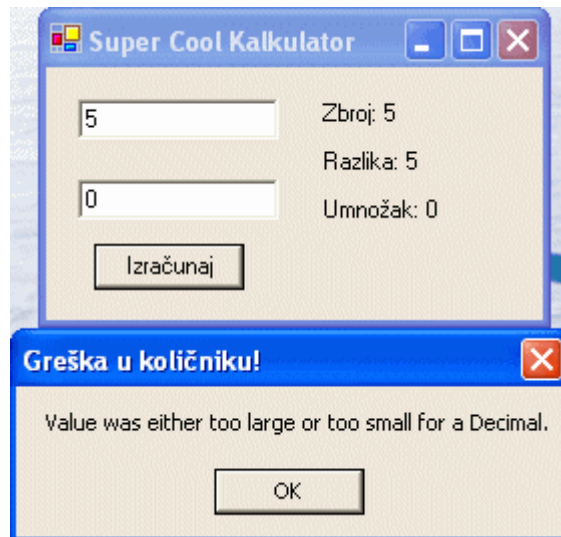 Super Cool Kalkulator
5
Zbroj: 5
Razlika: 5
0
Umnožak: 0
Izračunaj
Greška u količniku!
Value was either too large or too small for a Decimal.
OK